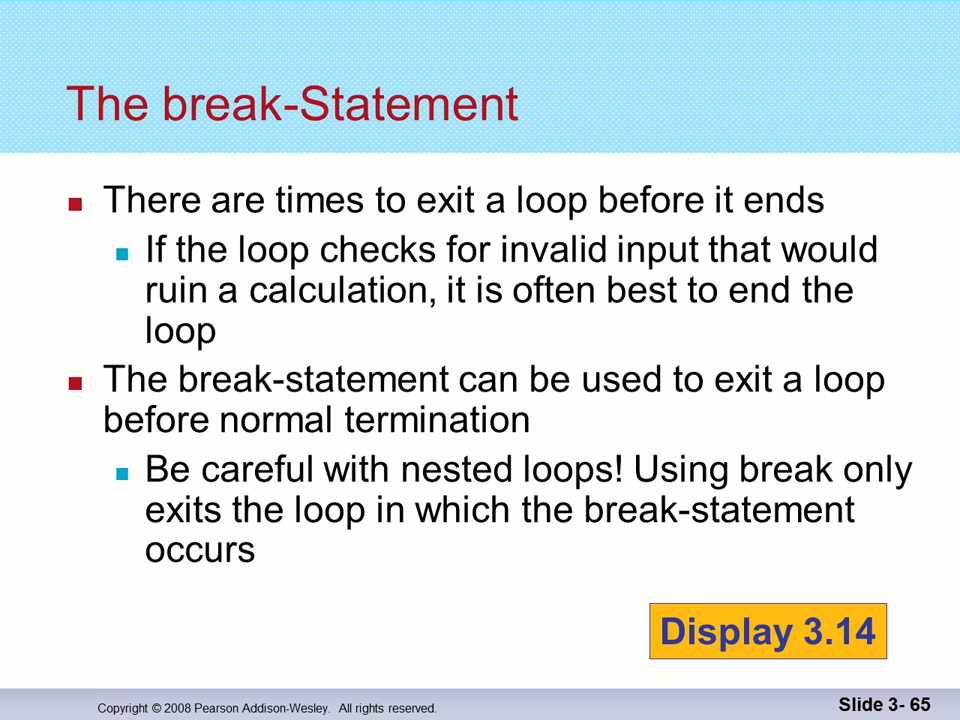 The break-Statement
There are times to exit a loop before it ends
If the loop checks for invalid input that would
ruin a calculation, it is often best to end the
loop
The break-statement can be used to exit a loop
before normal termination
Be careful with nested loops! Using break only
exits the loop in which the break-statement
occurs
Display 3.14
Copyright © 2008 Pearson Addison-Wesley. All rights reserved.
Slide 3- 65